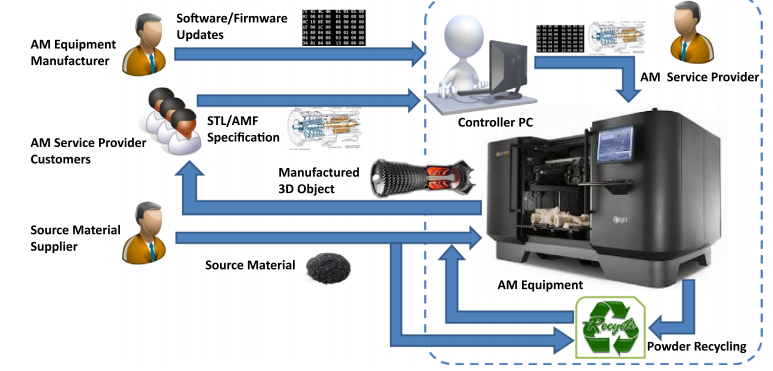 Software/Firmware
Updates
AM Equipment
Manufacturer
AM Service Provider
Controller PC
STL/AMF
Specification
AM Service Provider
Customers
Manufactured
3D Object
Source Material
Supplier
Source Material
AM Equipment
Recycle
Powder Recycling